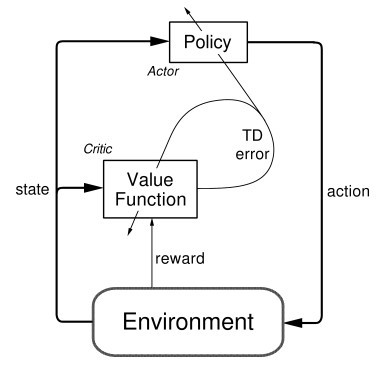 Policy
Actor
TD
error
Critic
Value
Function
state
action
reward
Environment